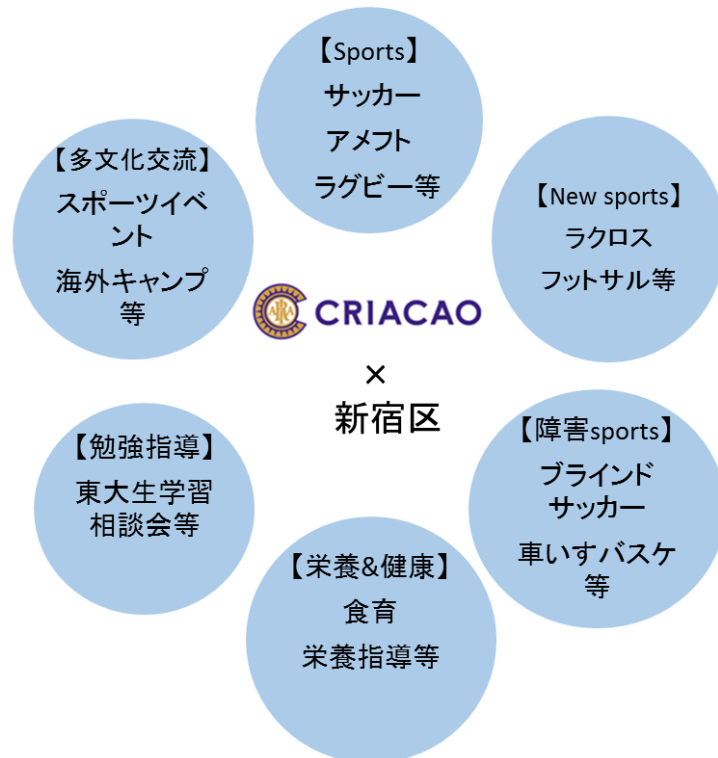 【Sports】
サッカー
アメフト
ラグビー等
【多文化交流】
スポーツイベ
ント
海外キャンプ
等
【New sports】
ラクロス
フットサル等
CRIACAO
×
新宿区
【勉強指導】
東大生学習
相談会等
【障害sports】
ブラインド
サッカー
車いすバスケ
等
【栄養&健康】
食育
栄養指導等